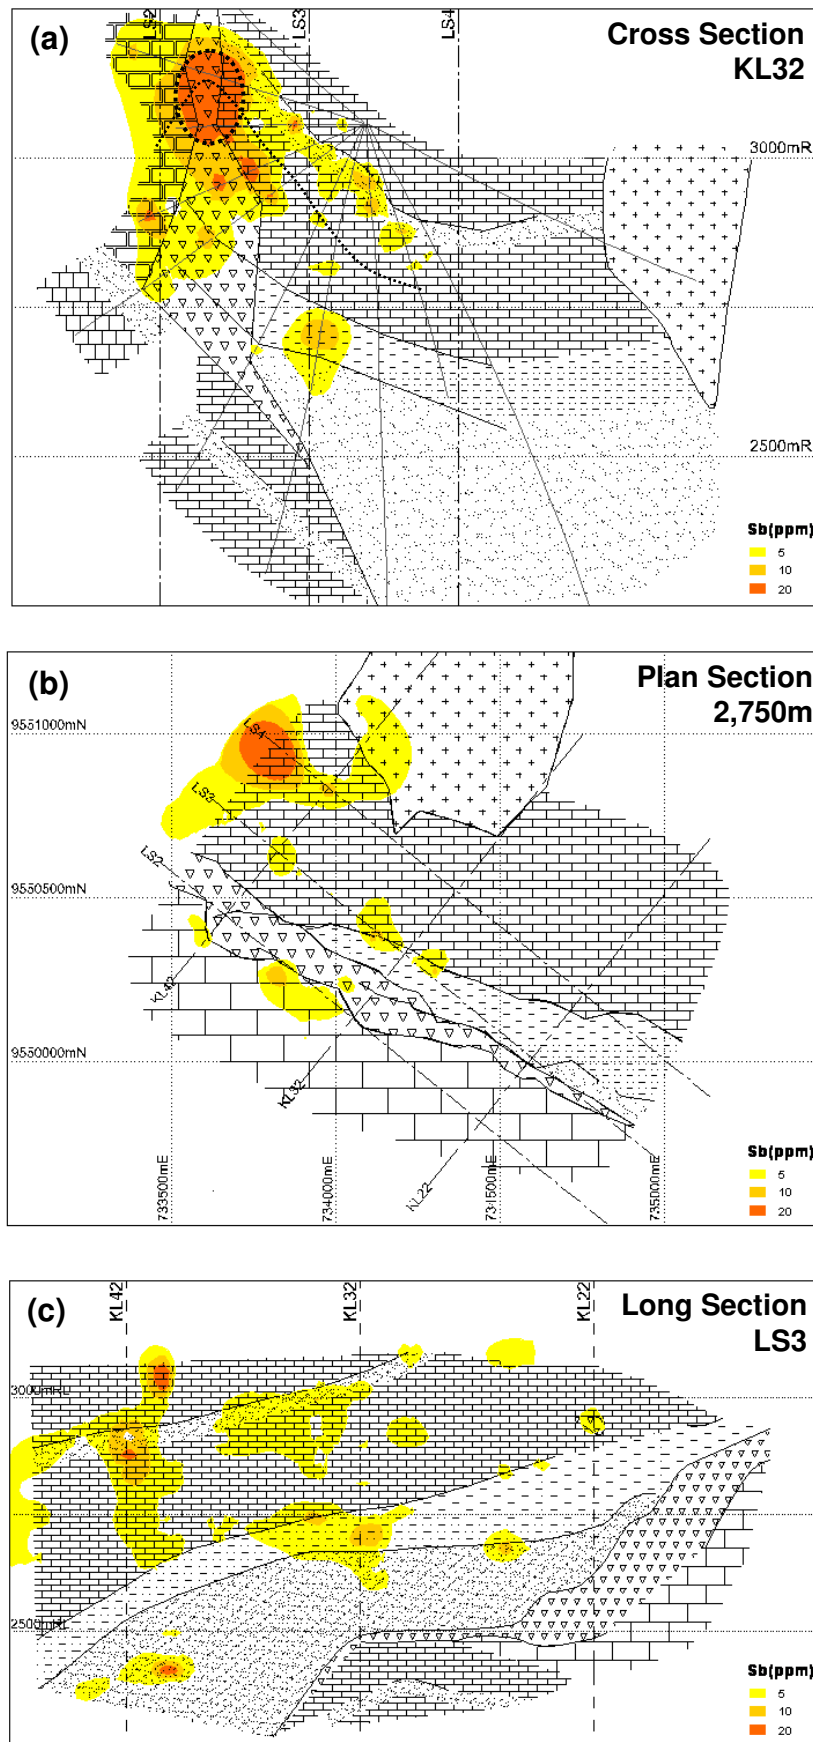 (a)
LS2
LS3
LS4
Cross Section
KL32
3000mR
2500mR
Sb(ppm)
5
10
20
(b)
Plan Section
2,750m
9551000mN
LS4
LS3
LS2
9550500mN
KL42
9550000mN
KL32
KL22
733500mE
734000mE
731500mE
735000mE
Sb(ppm)
5
10
20
(c)
KL42
KL32
KL22
Long Section
LS3
3000mRL
2500mRL
Sb(ppm)
5
10
20